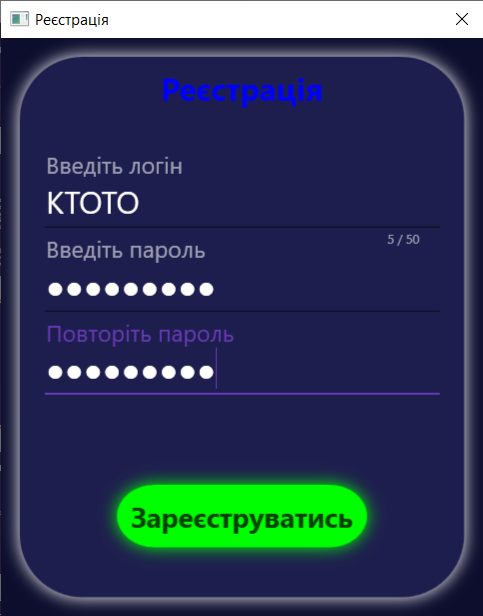 Реєстрація
Реєстрація
Введіть логін
КТОТО
5 / 50
Введіть пароль
●●●●●●●●●
Повторіть пароль
●●●●●●●●●
Зареєструватись